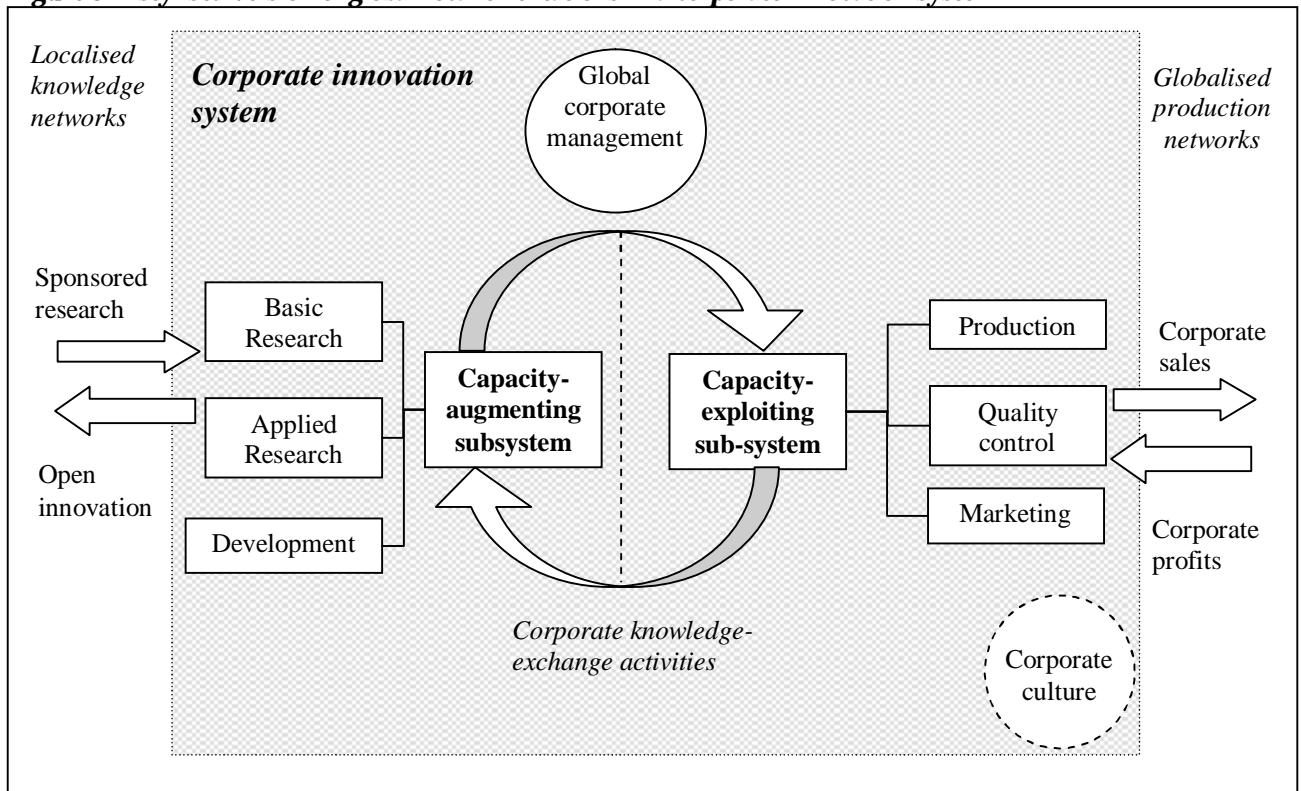 Localised
knowledge
networks
Corporate innovation
system
Global
corporate
management
Globalised
production
networks
Sponsored
research
Open
innovation
Basic
Research
Applied
Research
Development
Capacity-
augmenting
subsystem
Capacity-
exploiting
sub-system
Production
Quality
control
Marketing
Corporate
sales
Corporate
profits
Corporate knowledge-
exchange activities
Corporate
culture